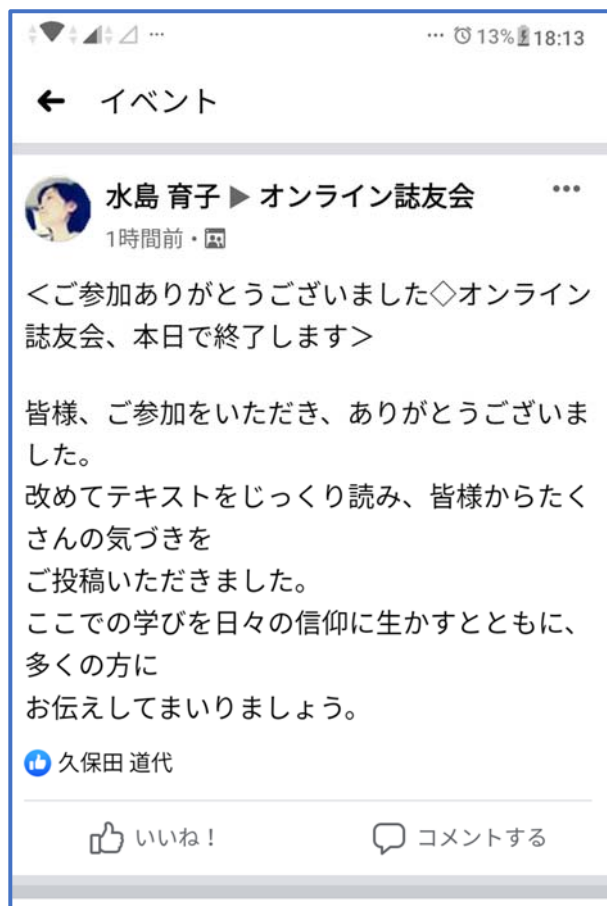 … … 13% 18:13
← イベント
水島 育子 ▶ オンライン誌友会 …
1時間前・
＜ご参加ありがとうございました◇オンライン
誌友会、本日で終了します＞
皆様、ご参加をいただき、ありがとうございま
した。
改めてテキストをじっくり読み、皆様からたく
さんの気づきを
ご投稿いただきました。
ここでの学びを日々の信仰に生かすとともに、
多くの方に
お伝えしてまいりましょう。
久保田 道代
いいね！ コメントする